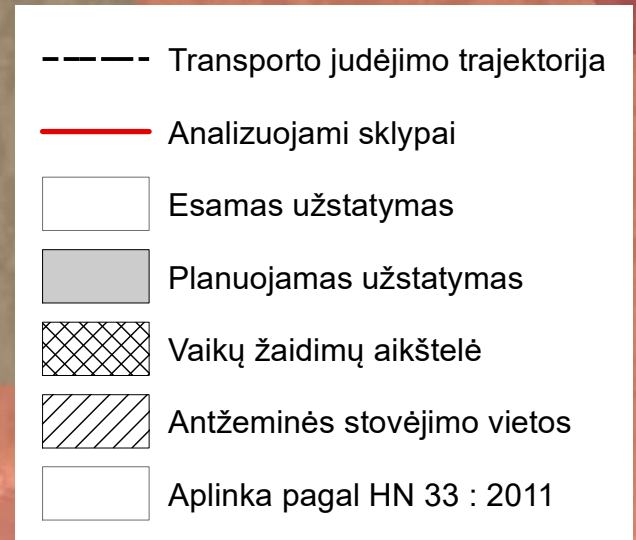 Transporto judėjimo trajektorija
Analizuojami sklypai
Esamas užstatymas
Planuojamas užstatymas
Vaikų žaidimų aikštelė
Antžeminės stovėjimo vietos
Aplinka pagal HN 33 : 2011